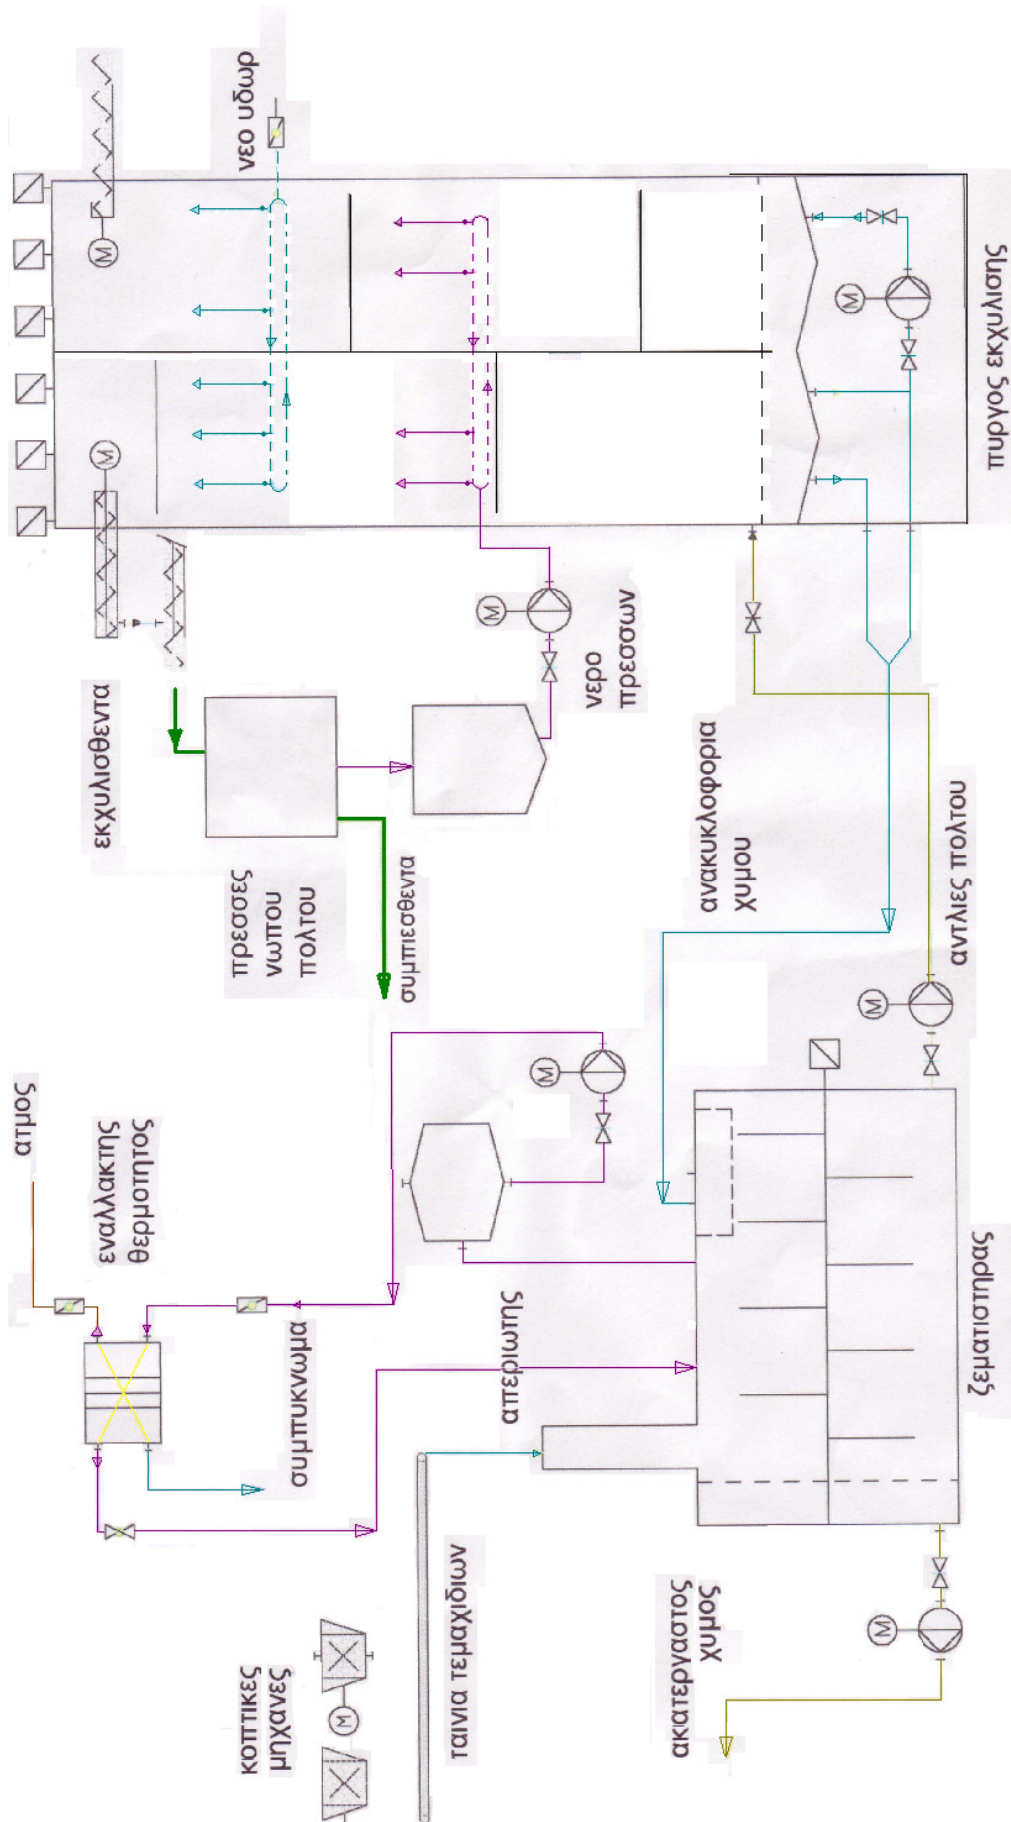 ατμος
εναλλακτης
θερμοτητος
εκχυλισθεντα
M
M
κοπτικες
μηχανες
M
πρεσσες
νωπου
πολτου
νεο υδωρ
συμπυκνωμα
συμπιεσθεντα
ταινια τεμαχιδιων
απεριωτης
M
M
νερο
πρεσσων
ακατεργαστος
χυμος
ανακυκλοφορια
χυμου
M
M
M
ζεματιστηρας
αντλιες πολτου
πυργος εκχυλισης